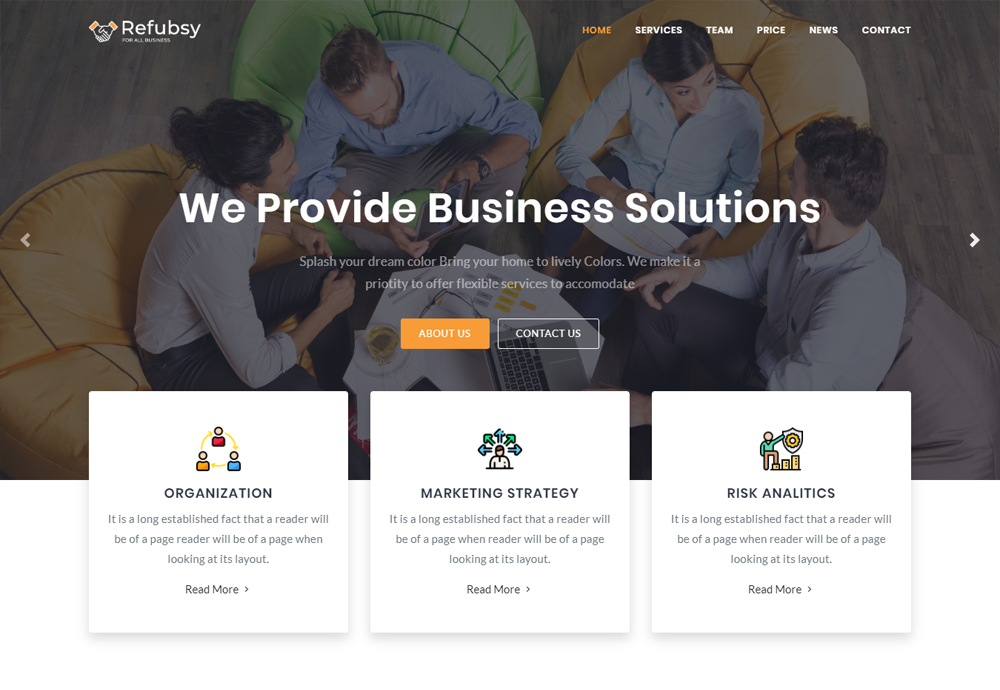 Refubsy
FOR ALL BUSINESS
HOME SERVICES TEAM PRICE NEWS CONTACT
We Provide Business Solutions
Splash your dream color Bring your home to lively Colors. We make it a
priotity to offer flexible services to accomodate
ABOUT US CONTACT US
ORGANIZATION
It is a long established fact that a reader will
be of a page reader will be of a page when
looking at its layout.
Read More
MARKETING STRATEGY
It is a long established fact that a reader will
be of a page when reader will be of a page
looking at its layout.
Read More
RISK ANALITICS
It is a long established fact that a reader will
be of a page when reader will be of a page
looking at its layout.
Read More